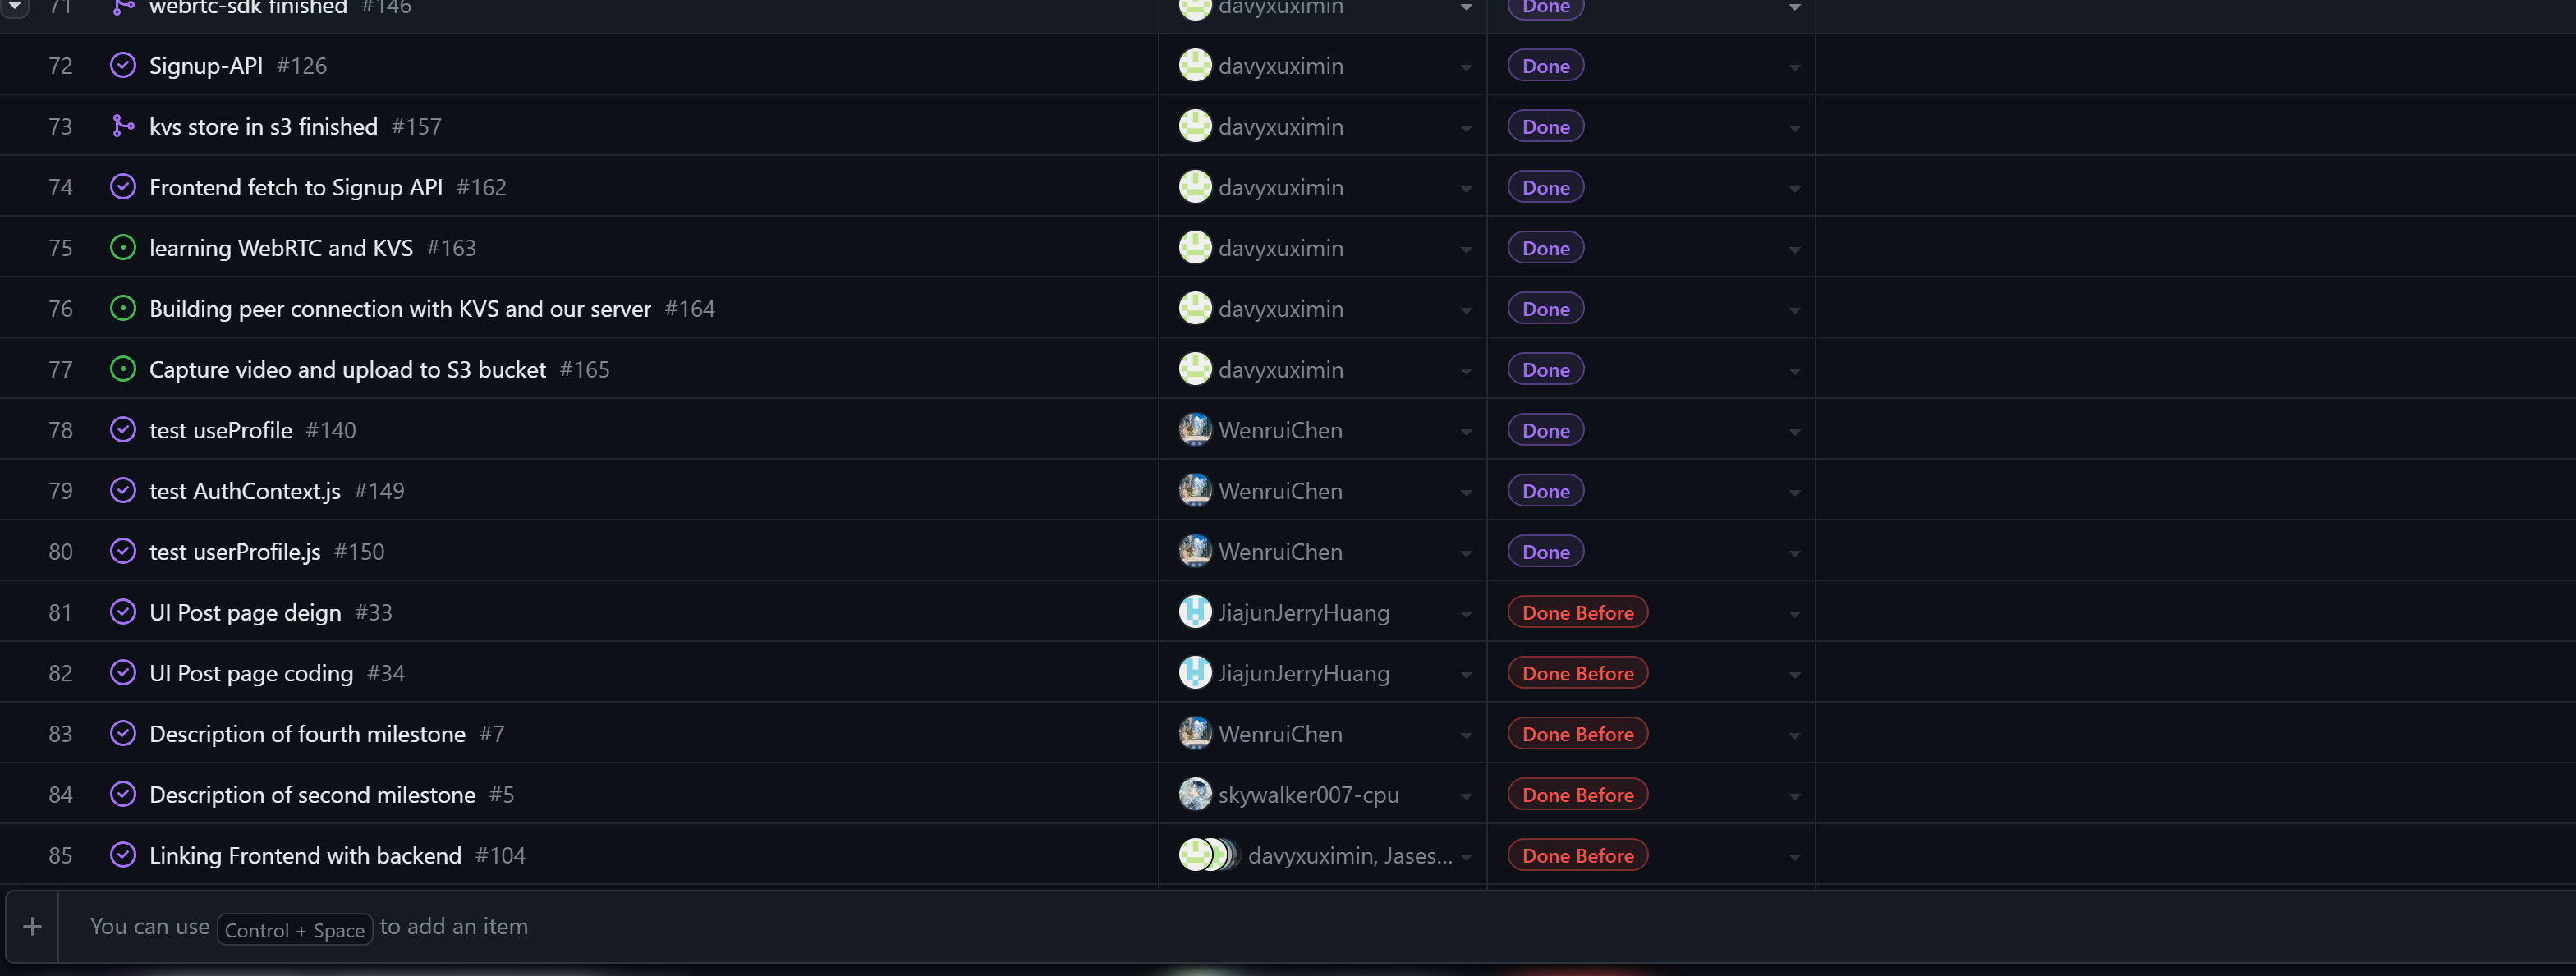 71 webrtc-sdk finished #146 davyxuximin Done
72 Signup-API #126 davyxuximin Done
73 kvs store in s3 finished #157 davyxuximin Done
74 Frontend fetch to Signup API #162 davyxuximin Done
75 learning WebRTC and KVS #163 davyxuximin Done
76 Building peer connection with KVS and our server #164 davyxuximin Done
77 Capture video and upload to S3 bucket #165 davyxuximin Done
78 test useProfile #140 WenruiChen Done
79 test AuthContext.js #149 WenruiChen Done
80 test userProfile.js #150 WenruiChen Done
81 UI Post page deign #33 JiajunJerryHuang Done Before
82 UI Post page coding #34 JiajunJerryHuang Done Before
83 Description of fourth milestone #7 WenruiChen Done Before
84 Description of second milestone #5 skywalker007-cpu Done Before
85 Linking Frontend with backend #104 davyxuximin, Jases... Done Before
+ You can use Control + Space to add an item